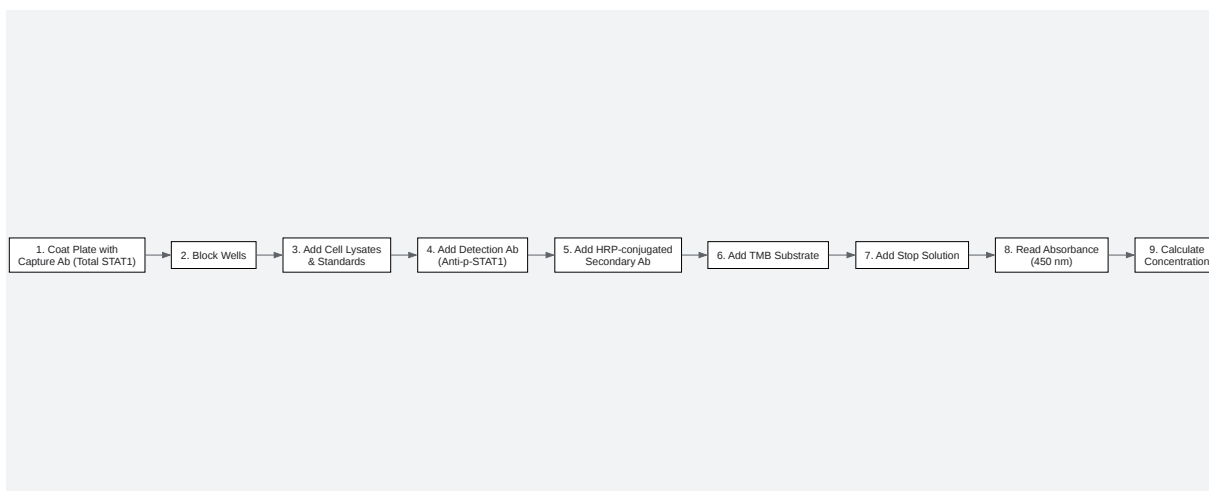 1. Coat Plate with
Capture Ab (Total STAT1)
2. Block Wells
3. Add Cell Lysates
& Standards
4. Add Detection Ab
(Anti-p-STAT1)
5. Add HRP-conjugated
Secondary Ab
6. Add TMB Substrate
7. Add Stop Solution
8. Read Absorbance
(450 nm)
9. Calculate
Concentration